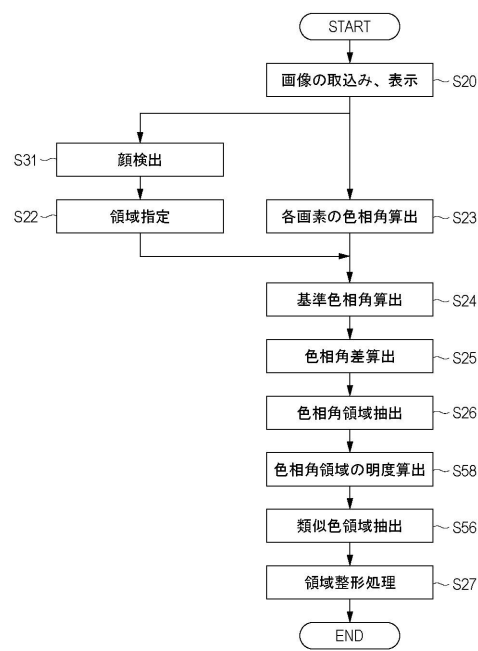 START
画像の取込み、表示
S20
S31
顔検出
S22
領域指定
各画素の色相角算出
S23
基準色相角算出
S24
色相角差算出
S25
色相角領域抽出
S26
色相角領域の明度算出
S58
類似色領域抽出
S56
領域整形処理
S27
END